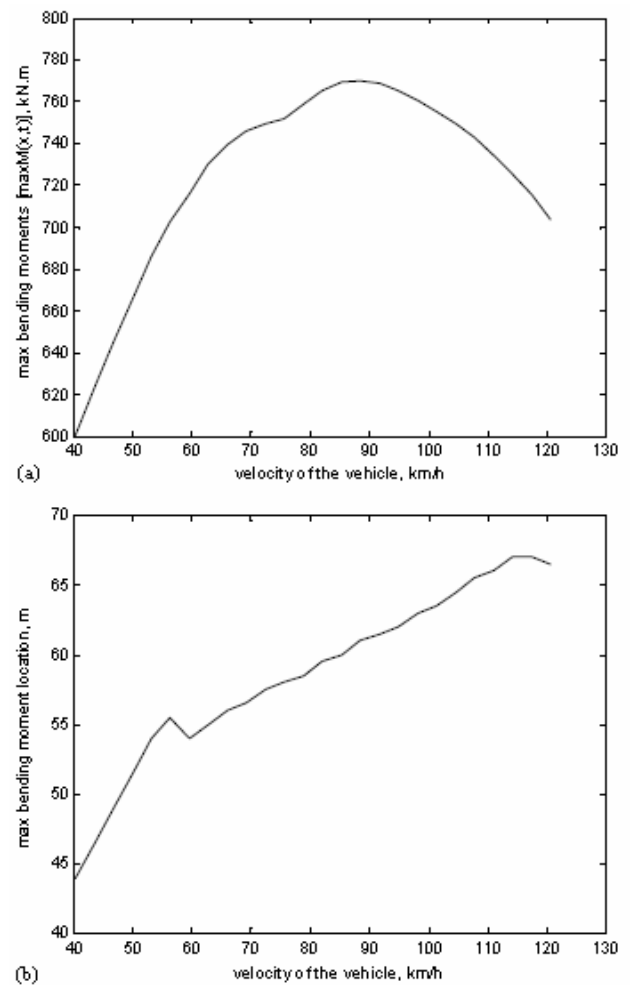 800
780
760
740
720
700
680
660
640
620
600
max bending moments [maxM(x,t)], kN.m
40 50 60 70 80 90 100 110 120 130
velocity of the vehicle, km/h
(a)
70
65
60
55
50
45
40
max bending moment location, m
40 50 60 70 80 90 100 110 120 130
velocity of the vehicle, km/h
(b)